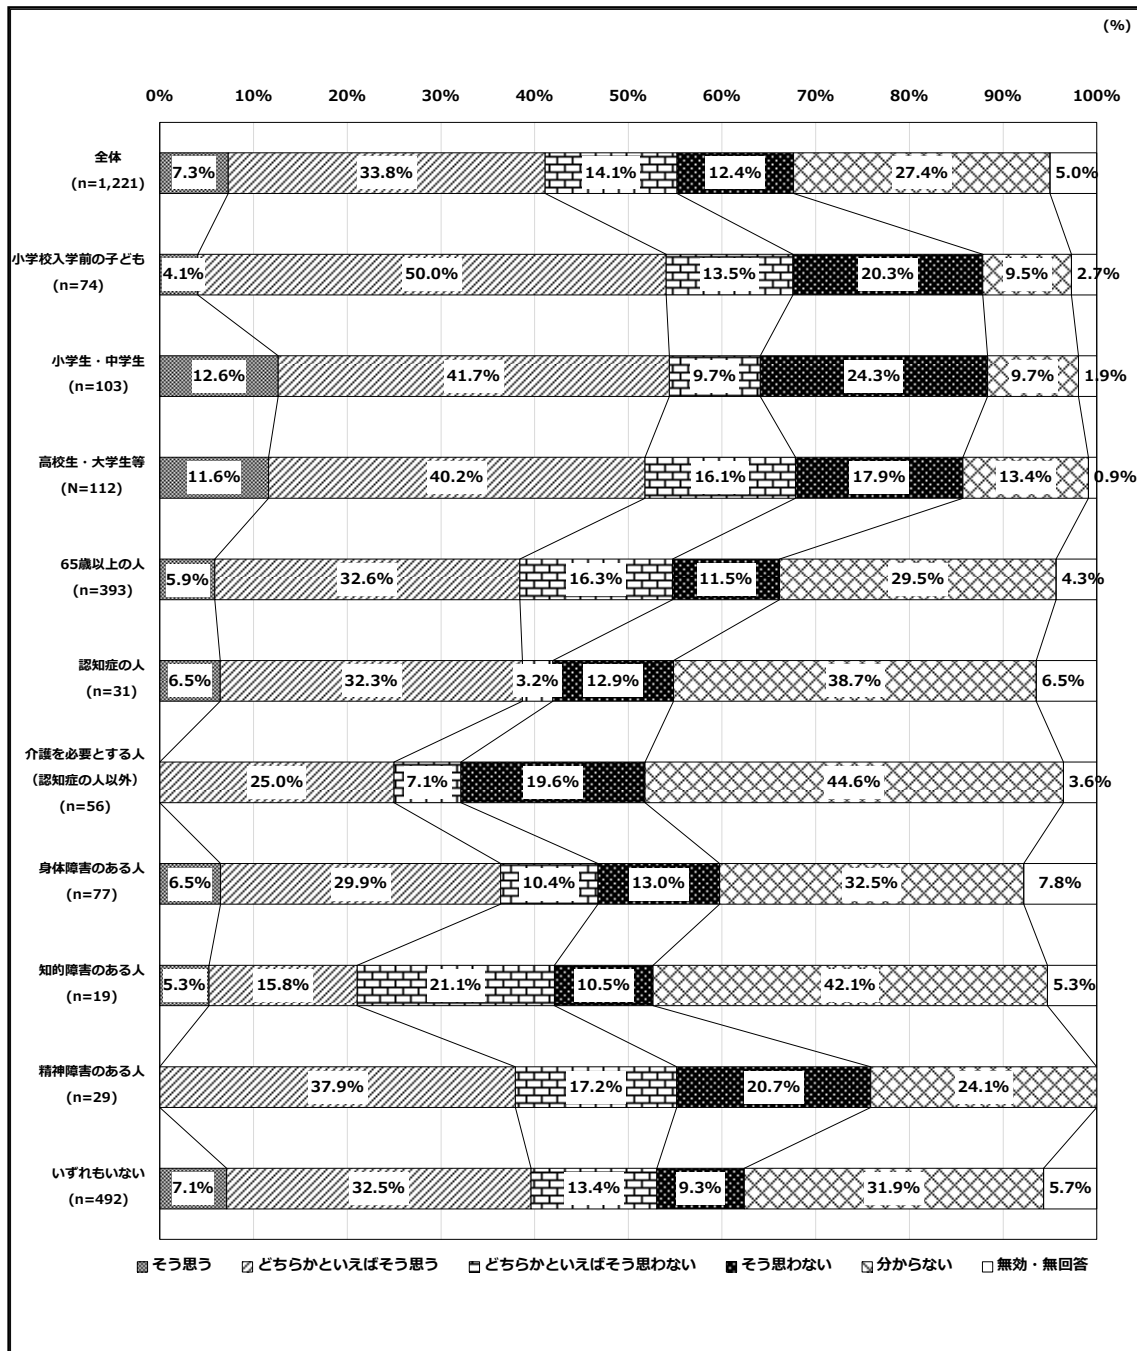 (%)
0% 10% 20% 30% 40% 50% 60% 70% 80% 90% 100%
全体
(n=1,221)
7.3% 33.8% 14.1% 12.4% 27.4% 5.0%
小学校入学前の子ども
(n=74)
4.1% 50.0% 13.5% 20.3% 9.5% 2.7%
小学生・中学生
(n=103)
12.6% 41.7% 9.7% 24.3% 9.7% 1.9%
高校生・大学生等
(N=112)
11.6% 40.2% 16.1% 17.9% 13.4% 0.9%
65歳以上の人
(n=393)
5.9% 32.6% 16.3% 11.5% 29.5% 4.3%
認知症の人
(n=31)
6.5% 32.3% 3.2% 12.9% 38.7% 6.5%
介護を必要とする人
（認知症の人以外）
(n=56)
25.0% 7.1% 19.6% 44.6% 3.6%
身体障害のある人
(n=77)
6.5% 29.9% 10.4% 13.0% 32.5% 7.8%
知的障害のある人
(n=19)
5.3% 15.8% 21.1% 10.5% 42.1% 5.3%
精神障害のある人
(n=29)
37.9% 17.2% 20.7% 24.1%
いずれもいない
(n=492)
7.1% 32.5% 13.4% 9.3% 31.9% 5.7%
そう思う どちらかといえばそう思う どちらかといえばそう思わない そう思わない 分からない 無効・無回答